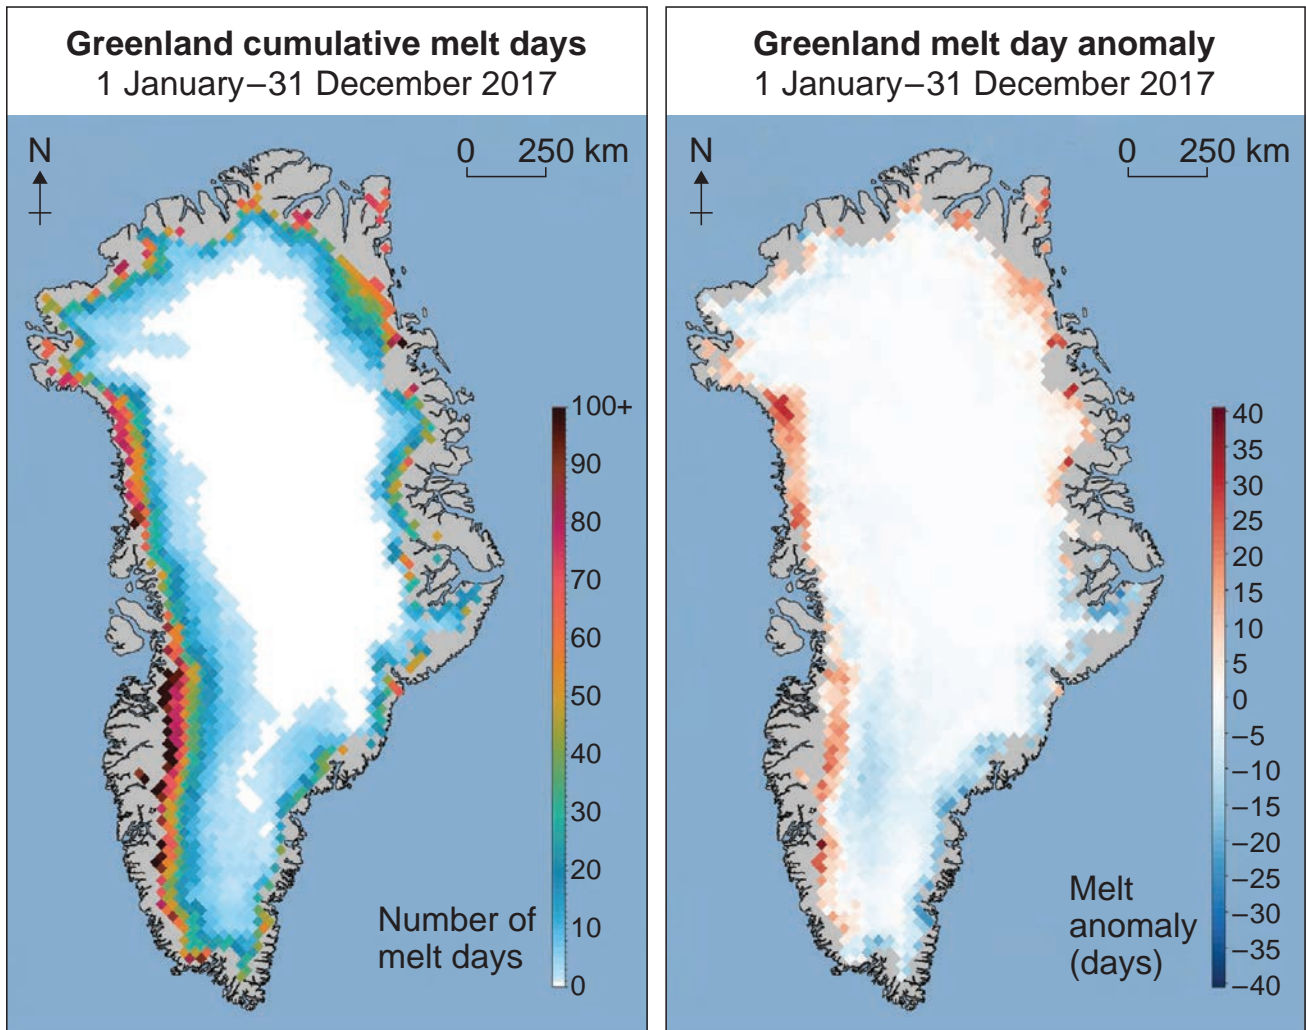 Greenland cumulative melt days
1 January–31 December 2017
N
0 250 km
100+
90
80
70
60
50
40
30
20
10
0
Number of
melt days
Greenland melt day anomaly
1 January–31 December 2017
N
0 250 km
40
35
30
25
20
15
10
5
0
–5
–10
–15
–20
–25
–30
–35
–40
Melt
anomaly
(days)